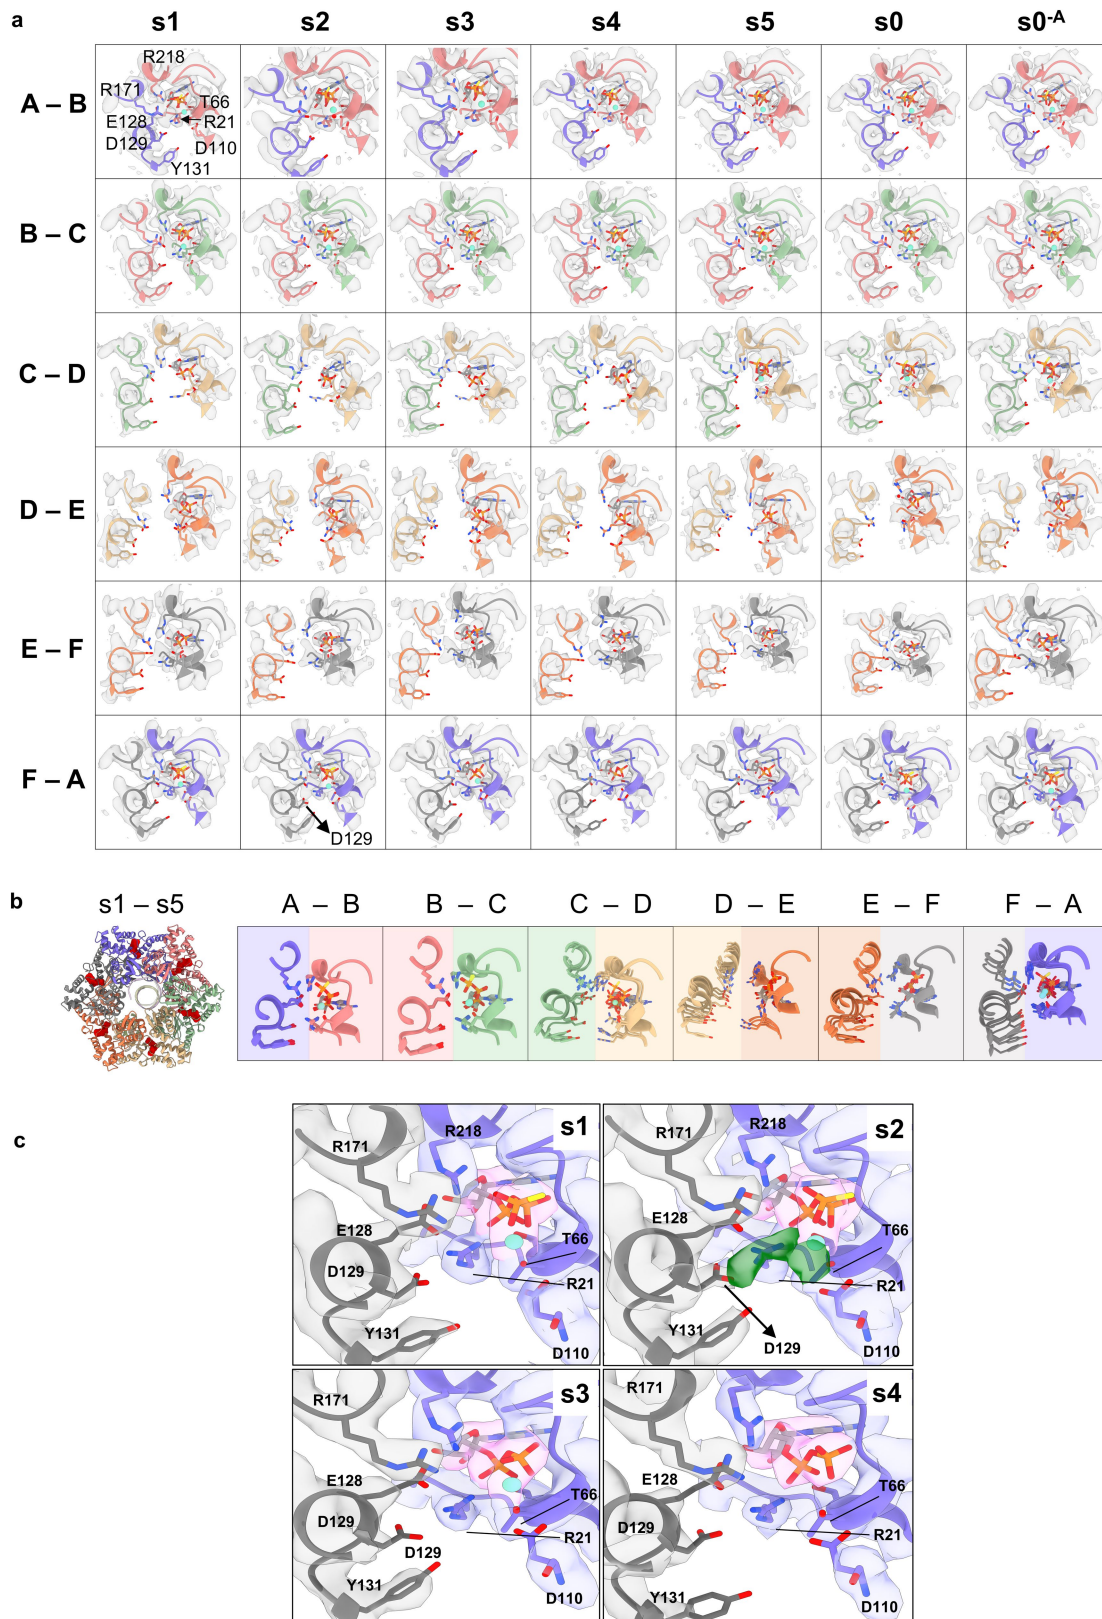 a
s1 s2 s3 s4 s5 s0 s0-A
A – B
R218
R171
T66
E128
R21
D129
D110
Y131
B – C
C – D
D – E
E – F
F – A
D129
b
s1 – s5
A – B B – C C – D D – E E – F F – A
c
s1
R218
R171
E128
T66
D129
R21
Y131
D110
s2
R218
R171
E128
T66
R21
Y131
D129
D110
s3
R171
E128
T66
D129
R21
D129
Y131
D110
s4
R171
E128
T66
D129
R21
Y131
D110